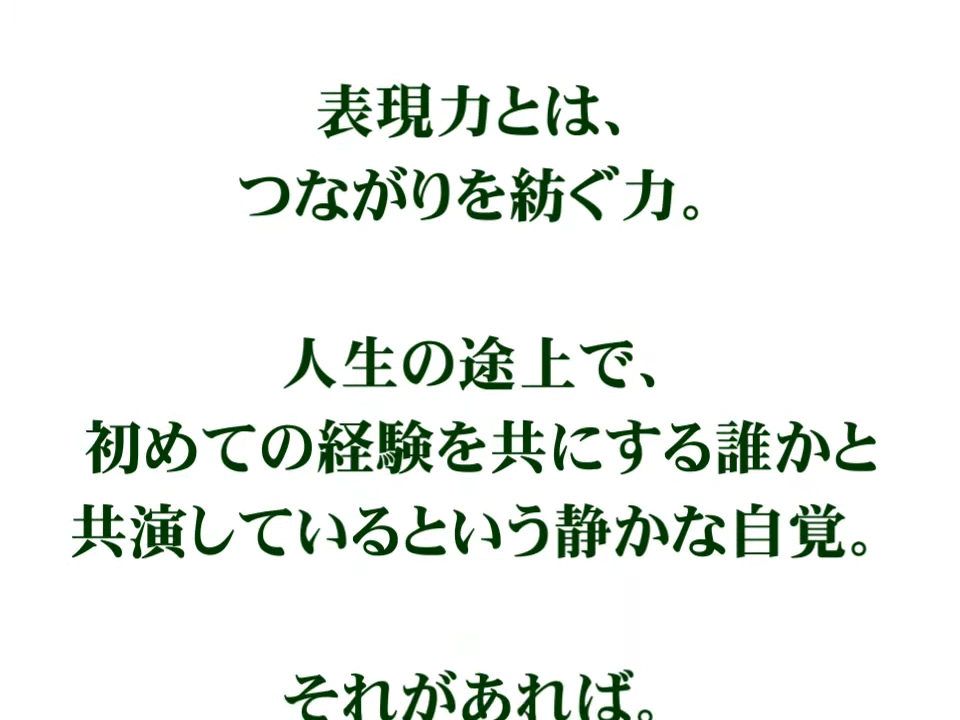 表現力とは、
つながりを紡ぐ力。
人生の途上で、
初めての経験を共にする誰かと
共演しているという静かな自覚。
それがあれば。